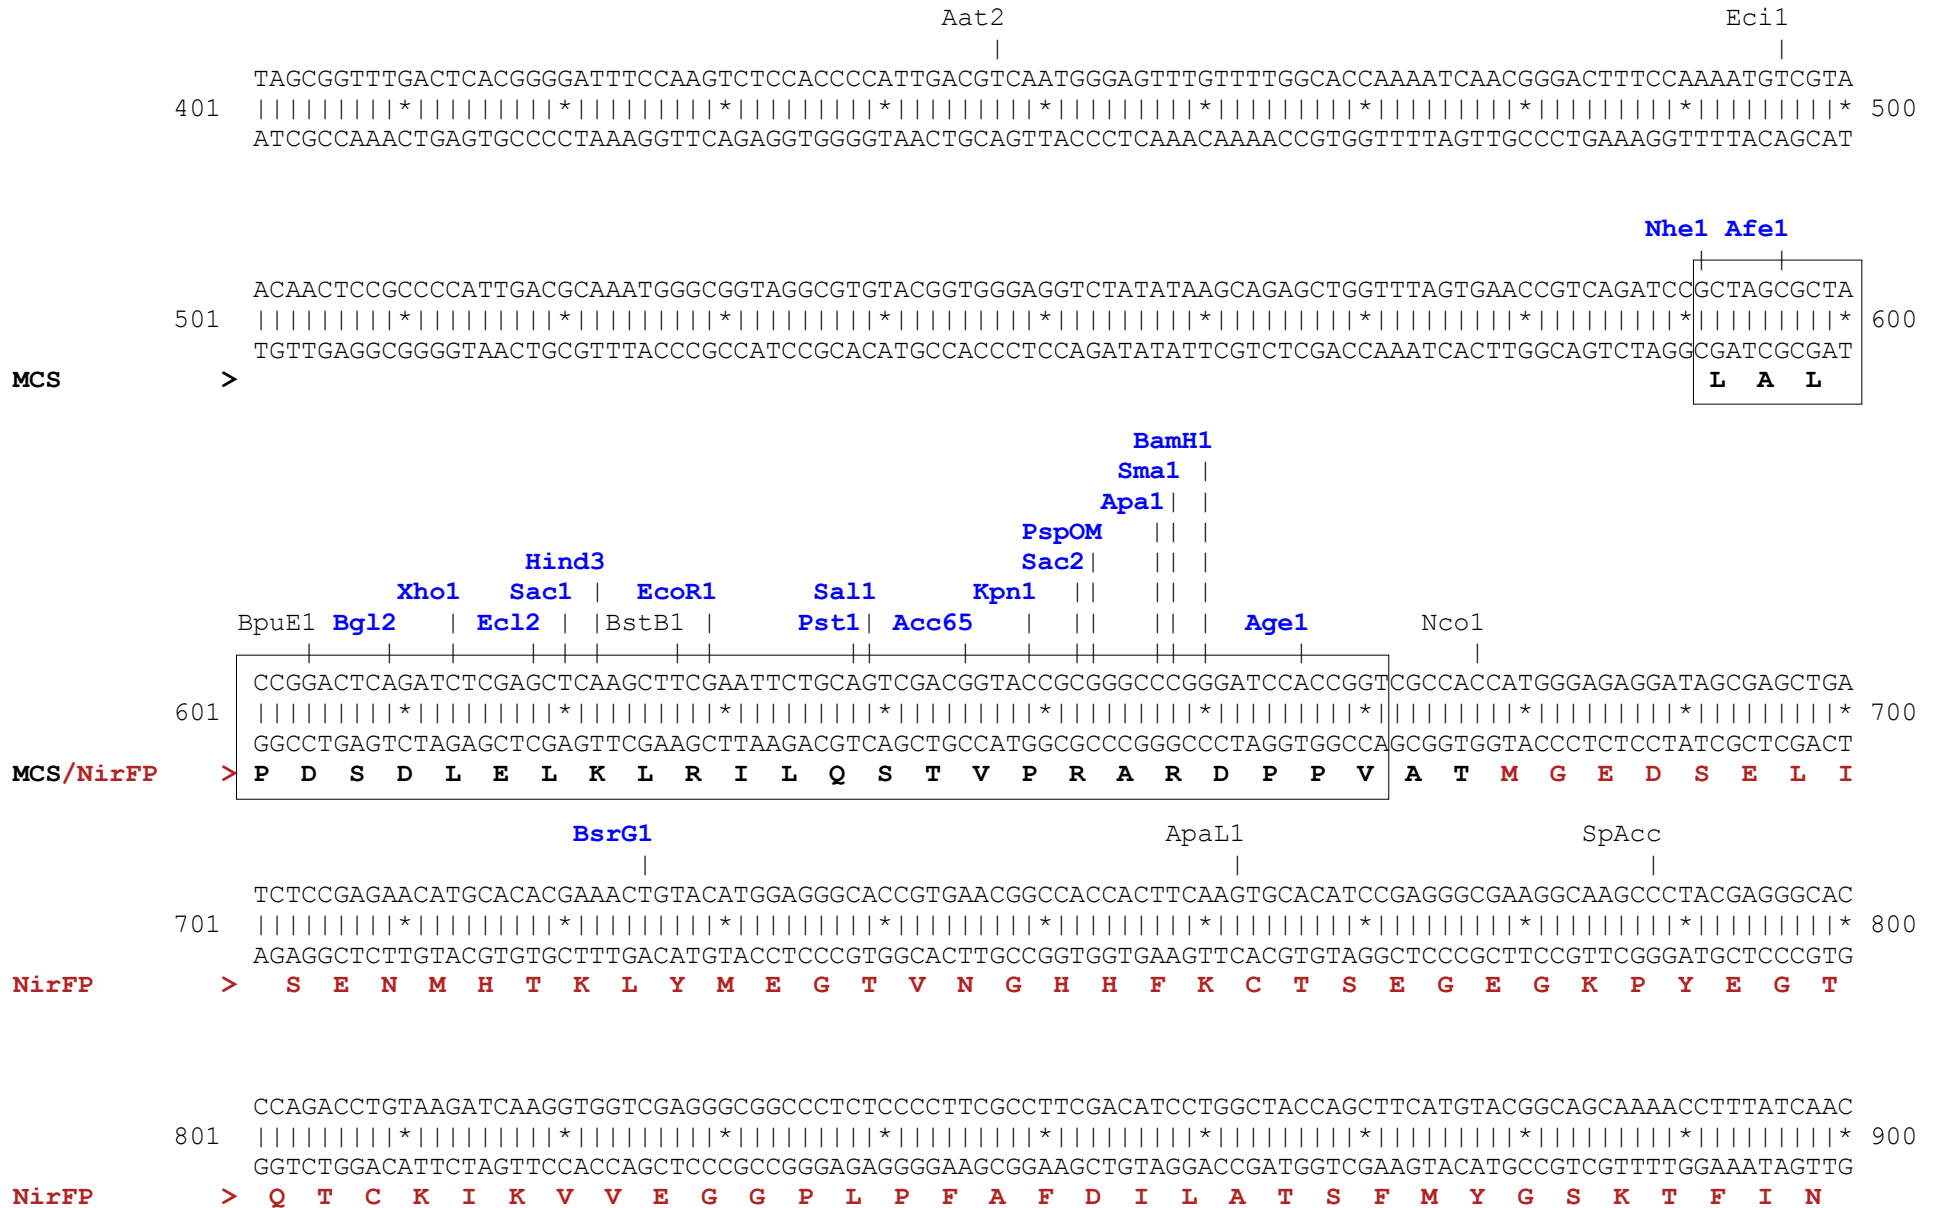 Aat2 Eci1
| |
TAGCGGTTTGACTCACGGGGATTTCCAAGTCTCCACCCCATTGACGTCAATGGGAGTTTGTTTTGGCACCAAAATCAACGGGACTTTCCAAAATGTCGTA
401 |||||||||*|||||||||*|||||||||*|||||||||*|||||||||*|||||||||*|||||||||*|||||||||*|||||||||*|||||||||* 500
ATCGCCAAACTGAGTGCCCCTAAAGGTTCAGAGGTGGGGTAACTGCAGTTACCCTCAAACAAAACCGTGGTTTTAGTTGCCCTGAAAGGTTTTACAGCAT
Nhe1 Afe1
ACAACTCCGCCCCATTGACGCAAATGGGCGGTAGGCGTGTACGGTGGGAGGTCTATATAAGCAGAGCTGGTTTAGTGAACCGTCAGATCCGCTAGCGCTA
501 |||||||||*|||||||||*|||||||||*|||||||||*|||||||||*|||||||||*|||||||||*|||||||||*|||||||||*|||||||||* 600
TGTTGAGGCGGGGTAACTGCGTTTACCCGCCATCCGCACATGCCACCCTCCAGATATATTCGTCTCGACCAAATCACTTGGCAGTCTAGGCGATCGCGAT
MCS > L A L
BamH1
Sma1 |
Apa1| |
PspOM || |
Hind3 Sac2| || |
Xho1 Sac1 | EcoR1 Sal1 Kpn1 || || |
BpuE1 Bgl2 | Ecl2 | |BstB1 | Pst1| Acc65 | || || | Age1 Nco1
CCGGACTCAGATCTCGAGCTCAAGCTTCGAATTCTGCAGTCGACGGTACCGCGGGCCCGGGATCCACCGGTCGCCACCATGGGAGAGGATAGCGAGCTGA
601 |||||||||*|||||||||*|||||||||*|||||||||*|||||||||*|||||||||*|||||||||*|||||||||*|||||||||*|||||||||* 700
GGCCTGAGTCTAGAGCTCGAGTTCGAAGCTTAAGACGTCAGCTGCCATGGCGCCCGGGCCCTAGGTGGCCAGCGGTGGTACCCTCTCCTATCGCTCGACT
MCS/NirFP > P D S D L E L K L R I L Q S T V P R A R D P P V A T M G E D S E L I
BsrG1 ApaL1 SpAcc
| | |
TCTCCGAGAACATGCACACGAAACTGTACATGGAGGGCACCGTGAACGGCCACCACTTCAAGTGCACATCCGAGGGCGAAGGCAAGCCCTACGAGGGCAC
701 |||||||||*|||||||||*|||||||||*|||||||||*|||||||||*|||||||||*|||||||||*|||||||||*|||||||||*|||||||||* 800
AGAGGCTCTTGTACGTGTGCTTTGACATGTACCTCCCGTGGCACTTGCCGGTGGTGAAGTTCACGTGTAGGCTCCCGCTTCCGTTCGGGATGCTCCCGTG
NirFP > S E N M H T K L Y M E G T V N G H H F K C T S E G E G K P Y E G T
CCAGACCTGTAAGATCAAGGTGGTCGAGGGCGGCCCTCTCCCCTTCGCCTTCGACATCCTGGCTACCAGCTTCATGTACGGCAGCAAAACCTTTATCAAC
801 |||||||||*|||||||||*|||||||||*|||||||||*|||||||||*|||||||||*|||||||||*|||||||||*|||||||||*|||||||||* 900
GGTCTGGACATTCTAGTTCCACCAGCTCCCGCCGGGAGAGGGGAAGCGGAAGCTGTAGGACCGATGGTCGAAGTACATGCCGTCGTTTTGGAAATAGTTG
NirFP > Q T C K I K V V E G G P L P F A F D I L A T S F M Y G S K T F I N